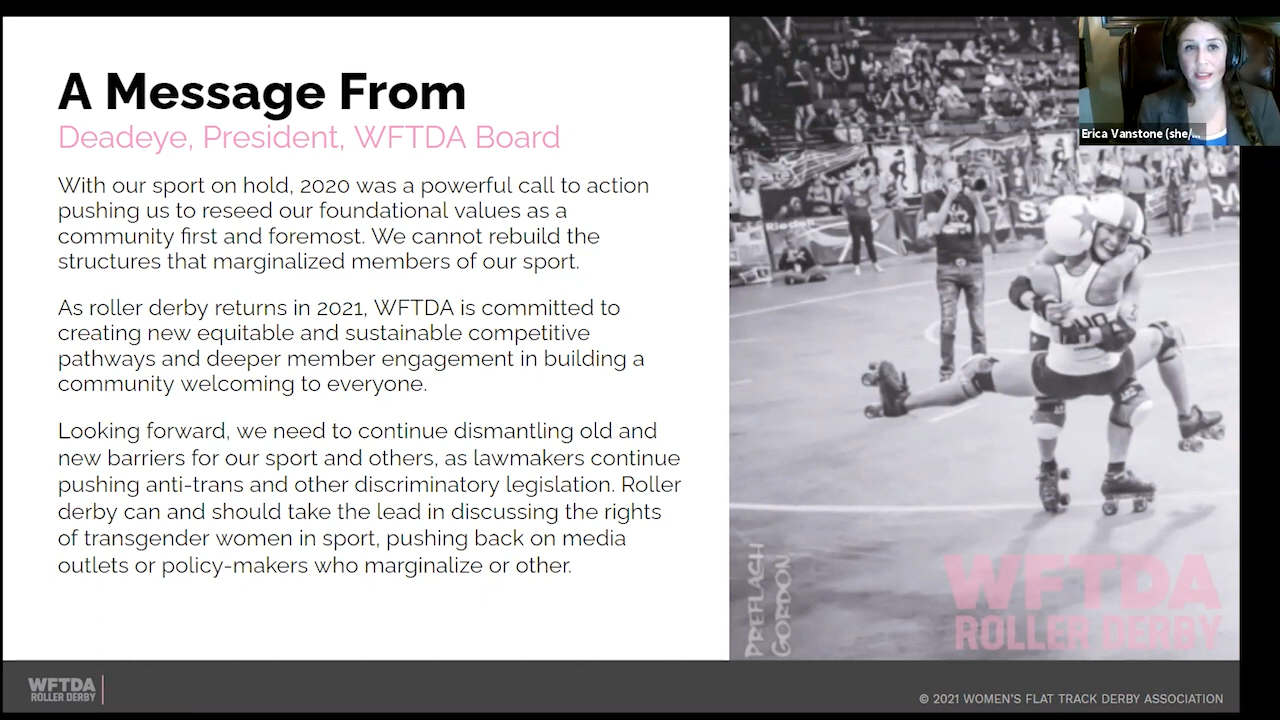 A Message From
Deadeye, President, WFTDA Board
With our sport on hold, 2020 was a powerful call to action
pushing us to reseed our foundational values as a
community first and foremost. We cannot rebuild the
structures that marginalized members of our sport.
As roller derby returns in 2021, WFTDA is committed to
creating new equitable and sustainable competitive
pathways and deeper member engagement in building a
community welcoming to everyone.
Looking forward, we need to continue dismantling old and
new barriers for our sport and others, as lawmakers continue
pushing anti-trans and other discriminatory legislation. Roller
derby can and should take the lead in discussing the rights
of transgender women in sport, pushing back on media
outlets or policy-makers who marginalize or other.
Erica Vanstone (she/...
Riedell
PREFLASH
GORDON
WFTDA
ROLLER DERBY
WFTDA
ROLLER DERBY
© 2021 WOMEN'S FLAT TRACK DERBY ASSOCIATION